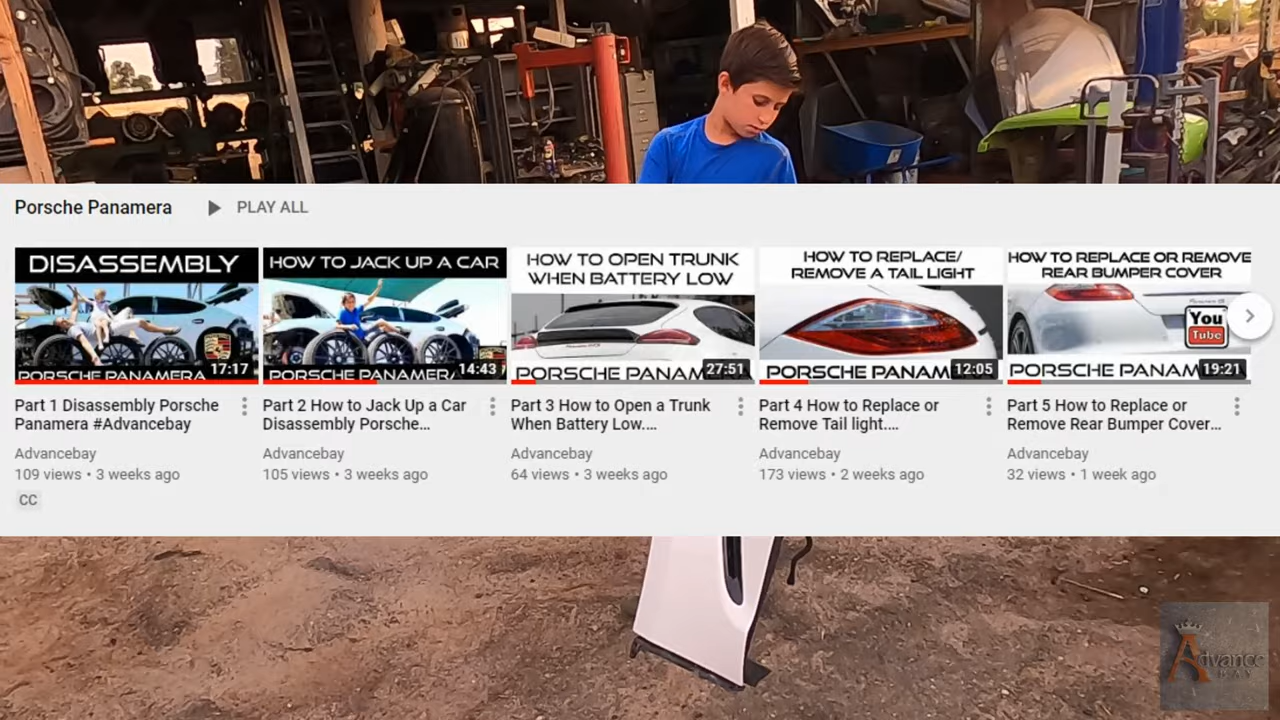 Porsche Panamera
PLAY ALL
DISASSEMBLY
PORSCHE PANAMERA
17:17
HOW TO JACK UP A CAR
PORSCHE PANAMER
14:43
HOW TO OPEN TRUNK
WHEN BATTERY LOW
PORSCHE PANAM
27:51
HOW TO REPLACE/
REMOVE A TAIL LIGHT
PORSCHE PANAM
12:05
HOW TO REPLACE OR REMOVE
REAR BUMPER COVER
You
Tube
PORSCHE PANAM
19:21
Part 1 Disassembly Porsche
Panamera #Advancebay
Advancebay
109 views • 3 weeks ago
CC
Part 2 How to Jack Up a Car
Disassembly Porsche...
Advancebay
105 views • 3 weeks ago
Part 3 How to Open a Trunk
When Battery Low....
Advancebay
64 views • 3 weeks ago
Part 4 How to Replace or
Remove Tail light....
Advancebay
173 views • 2 weeks ago
Part 5 How to Replace or
Remove Rear Bumper Cover...
Advancebay
32 views • 1 week ago
Advance
BAY